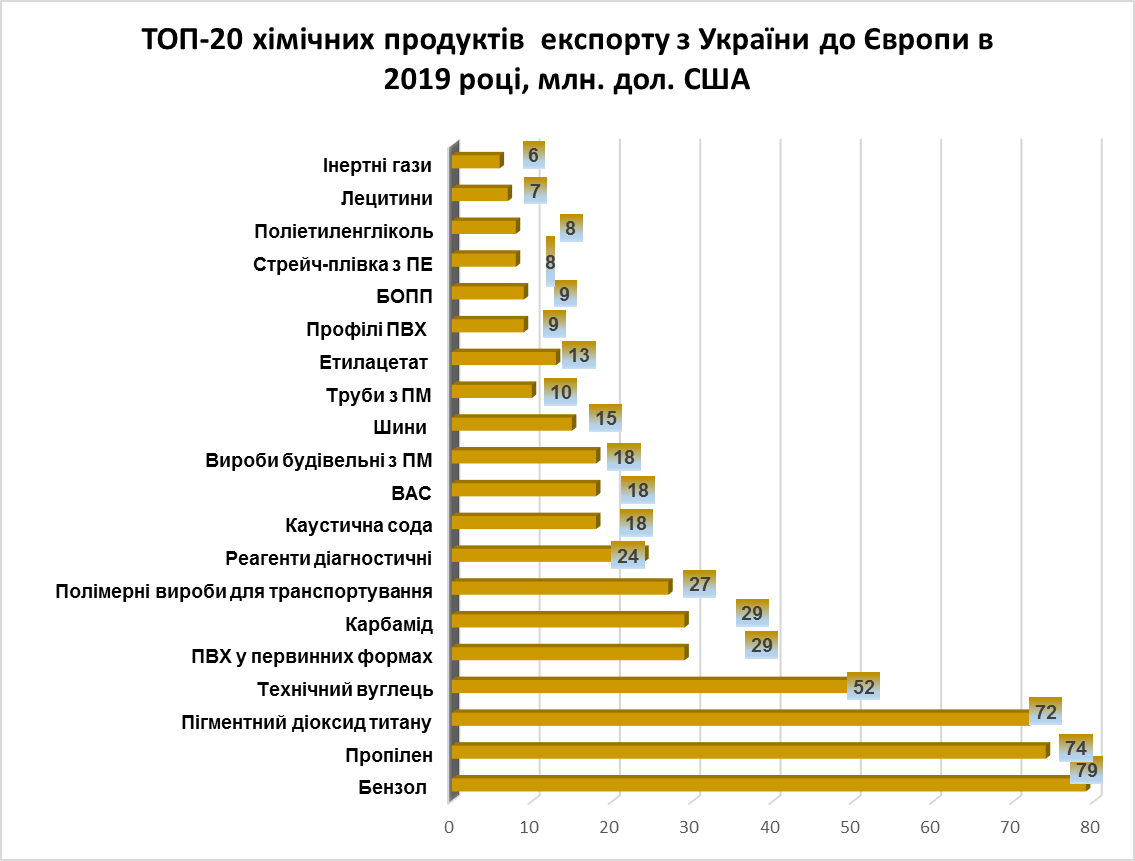 ТОП-20 хімічних продуктів експорту з України до Європи в
2019 році, млн. дол. США
Інертні гази 6
Лецитини 7
Поліетиленгліколь 8
Стрейч-плівка з ПЕ 8
БОПП 9
Профілі ПВХ 9
Етилацетат 13
Труби з ПМ 10
Шини 15
Вироби будівельні з ПМ 18
ВАС 18
Каустична сода 18
Реагенти діагностичні 24
Полімерні вироби для транспортування 27
Карбамід 29
ПВХ у первинних формах 29
Технічний вуглець 52
Пігментний діоксид титану 72
Пропілен 74
Бензол 79
0 10 20 30 40 50 60 70 80